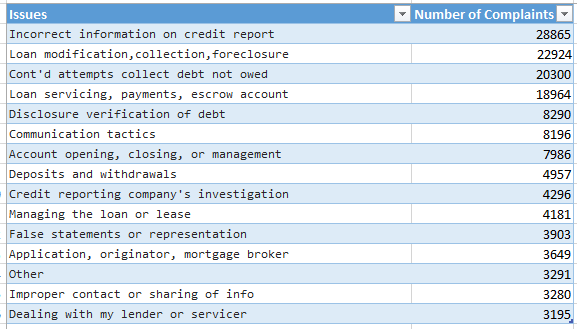 Issues Number of Complaints
Incorrect information on credit report 28865
Loan modification,collection,foreclosure 22924
Cont'd attempts collect debt not owed 20300
Loan servicing, payments, escrow account 18964
Disclosure verification of debt 8290
Communication tactics 8196
Account opening, closing, or management 7986
Deposits and withdrawals 4957
Credit reporting company's investigation 4296
Managing the loan or lease 4181
False statements or representation 3903
Application, originator, mortgage broker 3649
Other 3291
Improper contact or sharing of info 3280
Dealing with my lender or servicer 3195